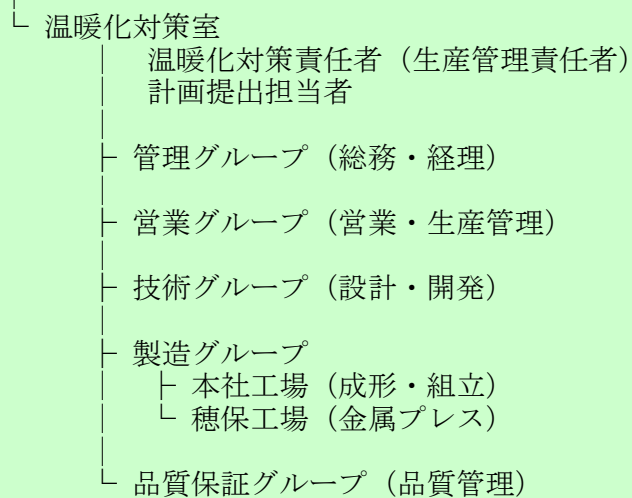 温暖化対策室
温暖化対策責任者（生産管理責任者）
計画提出担当者
管理グループ（総務・経理）
営業グループ（営業・生産管理）
技術グループ（設計・開発）
製造グループ
本社工場（成形・組立）
穂保工場（金属プレス）
品質保証グループ（品質管理）